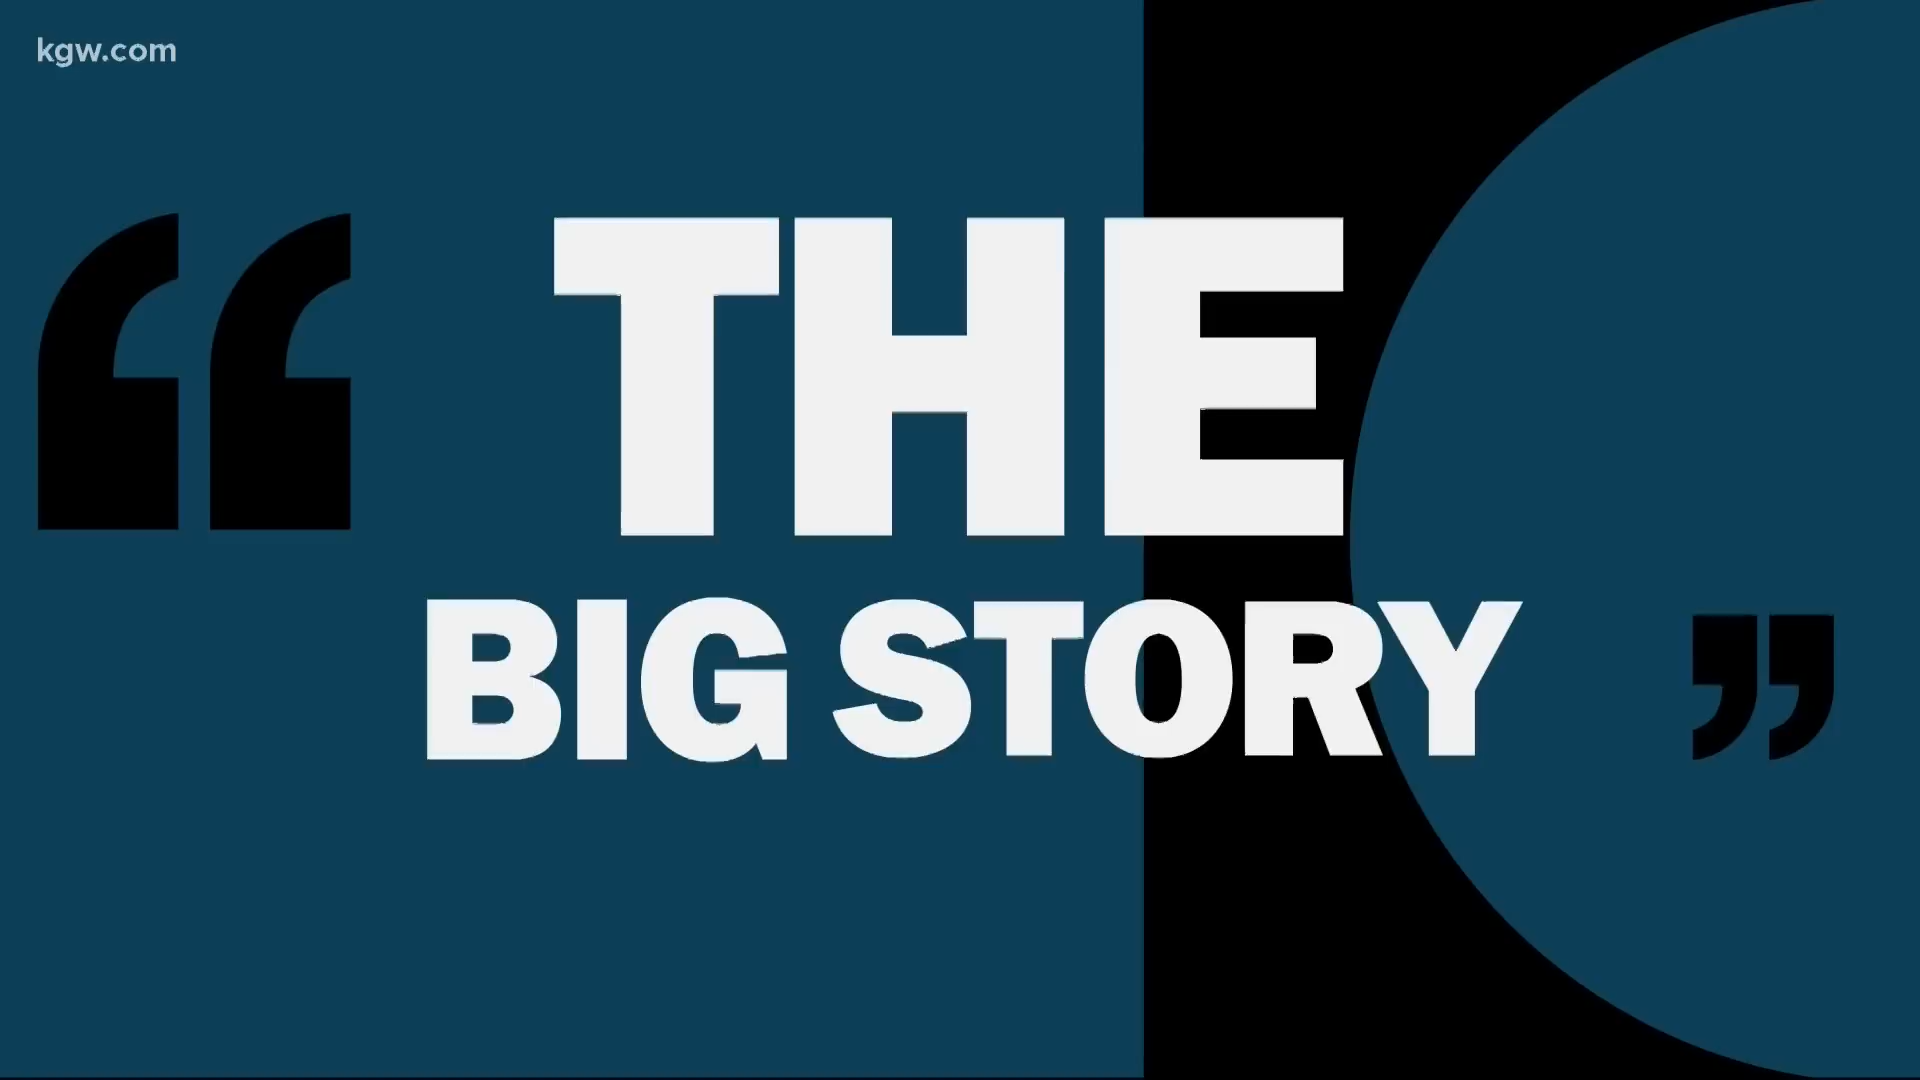 kgw.com
“ THE
BIG STORY ”